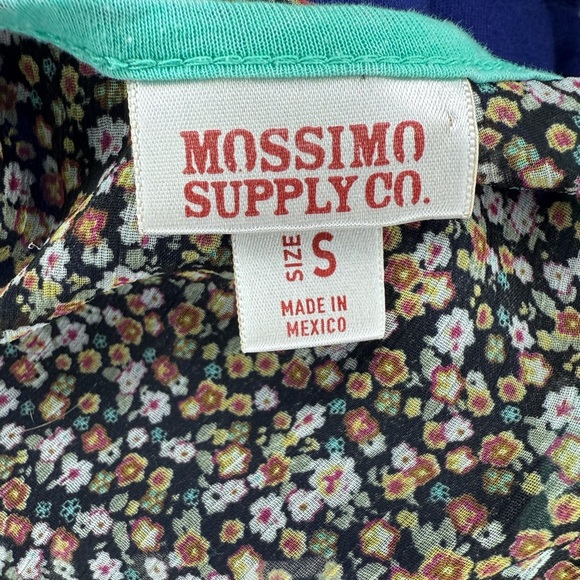 MOSSIMO
SUPPLY CO.
SIZE S
MADE IN
MEXICO